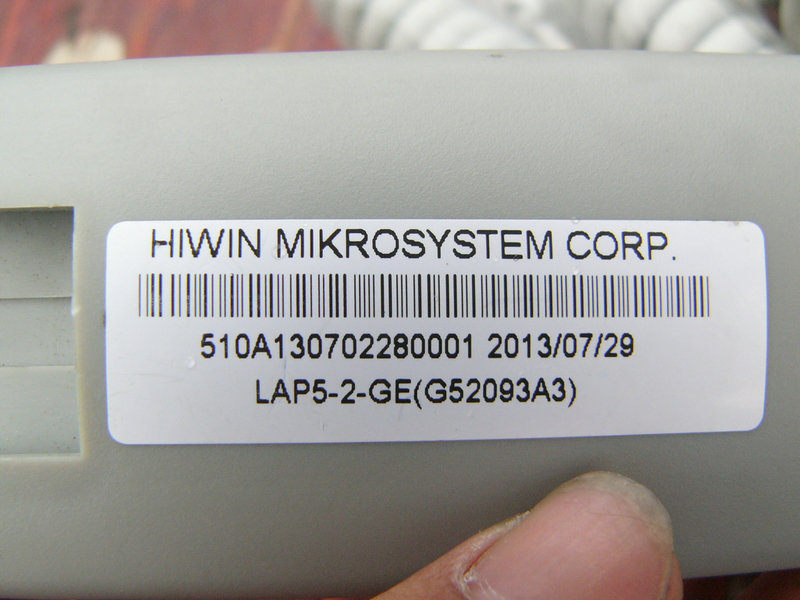 HIWIN MIKROSYSTEM CORP.
510A130702280001 2013/07/29
LAP5-2-GE(G52093A3)